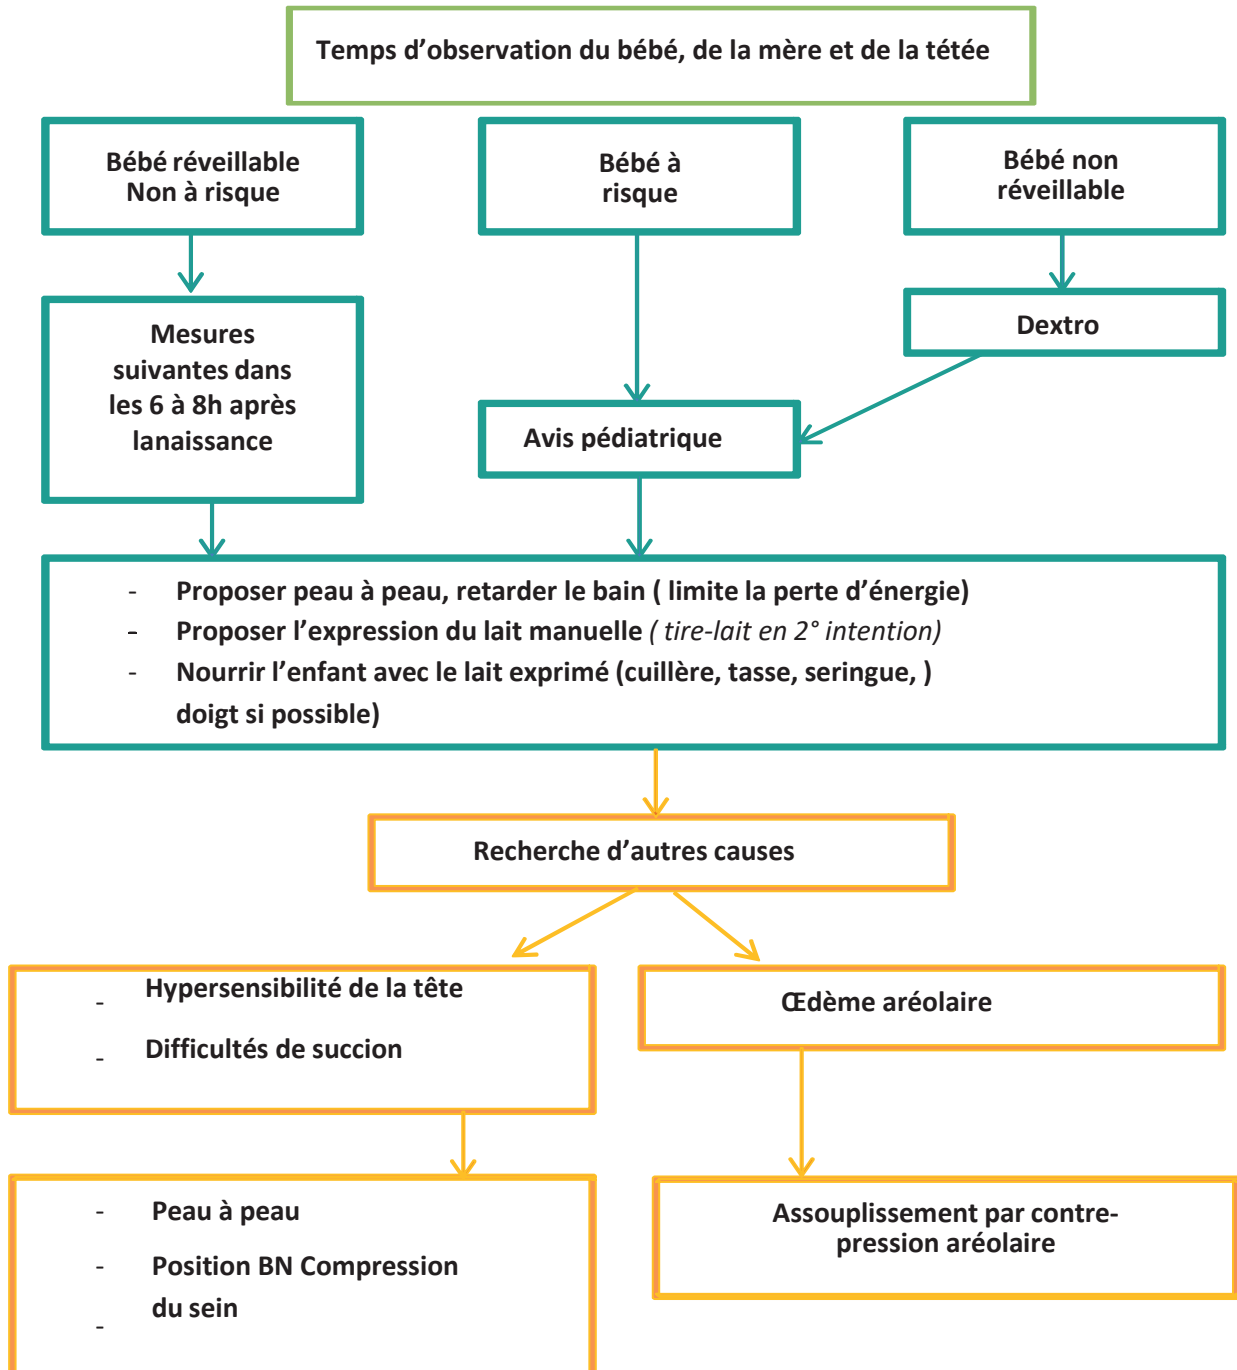 Temps d’observation du bébé, de la mère et de la tétée
Bébé réveillable
Non à risque
Bébé à
risque
Bébé non
réveillable
Mesures
suivantes dans
les 6 à 8h après
lanaissance
Dextro
Avis pédiatrique
- Proposer peau à peau, retarder le bain ( limite la perte d’énergie)
- Proposer l’expression du lait manuelle ( tire-lait en 2° intention)
- Nourrir l’enfant avec le lait exprimé (cuillère, tasse, seringue, )
doigt si possible)
Recherche d’autres causes
- Hypersensibilité de la tête
- Difficultés de succion
Œdème aréolaire
- Peau à peau
- Position BN Compression
du sein
-
Assouplissement par contre-
pression aréolaire